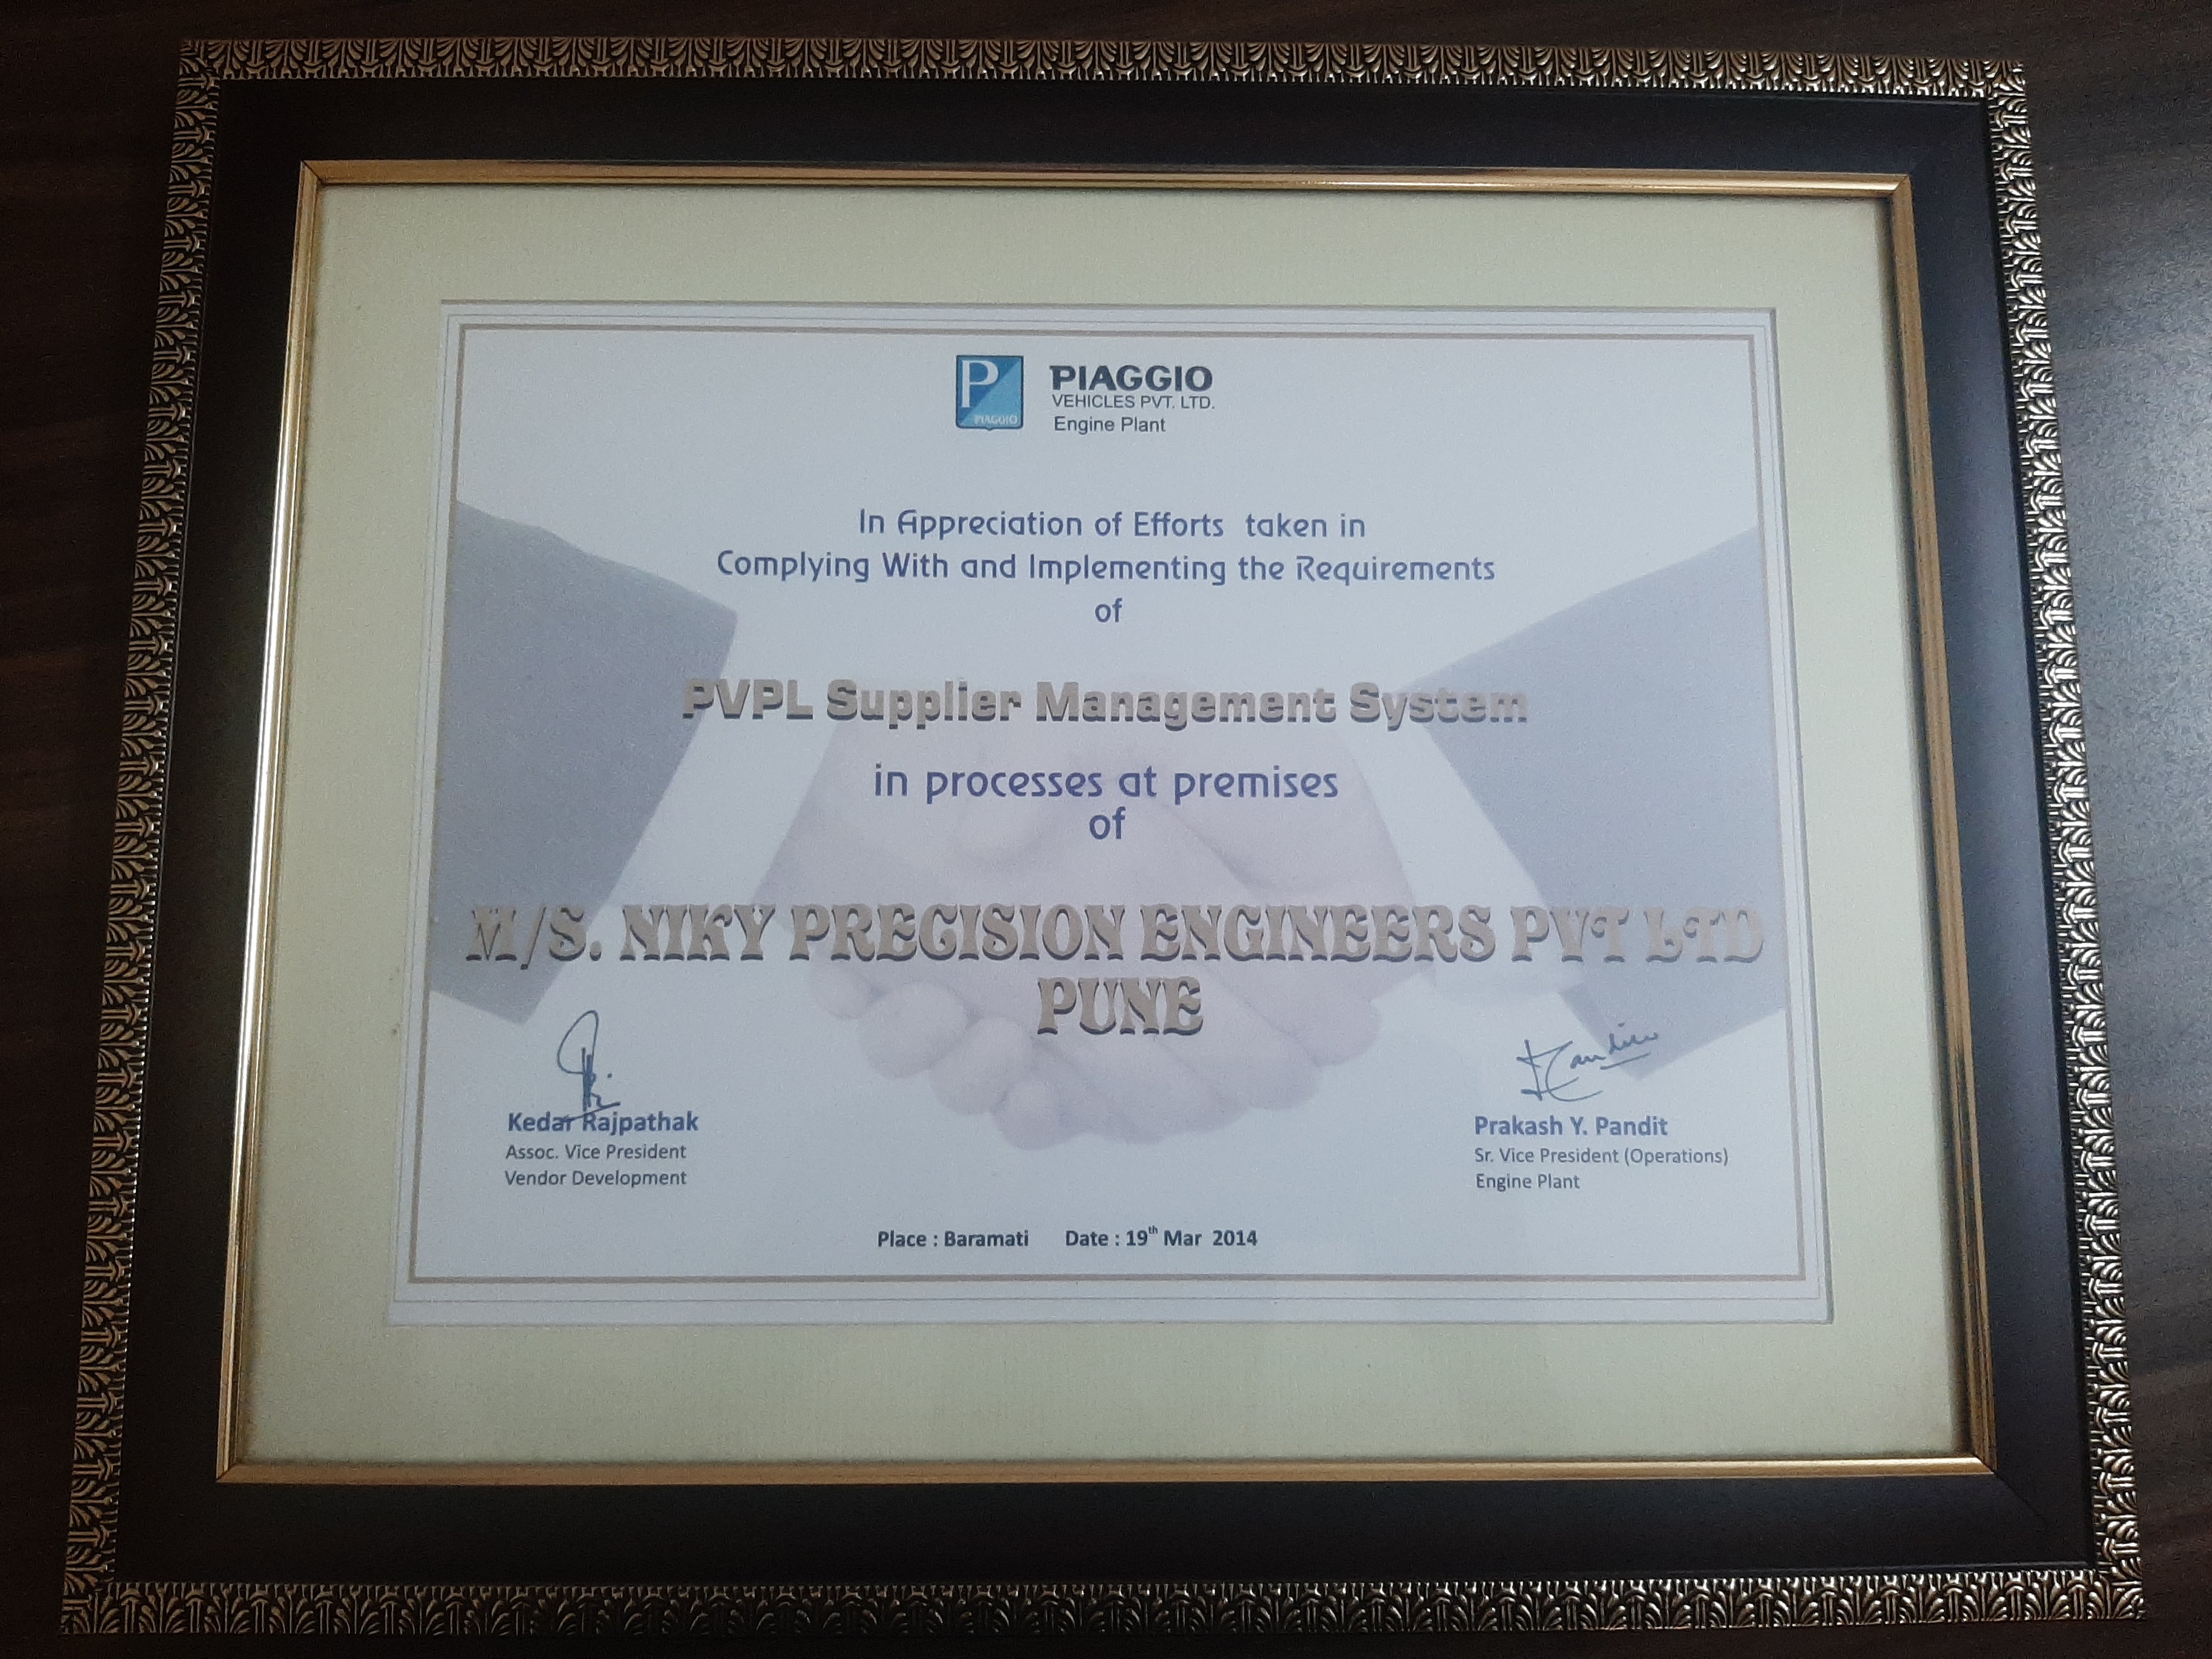 P
PIAGGIO
PIAGGIO
VEHICLES PVT. LTD.
Engine Plant
In Appreciation of Efforts taken in
Complying With and Implementing the Requirements
of
PVPL Supplier Management System
in processes at premises
of
M/S. NIKY PRECISION ENGINEERS PVT LTD
PUNE
Kedar Rajpathak
Assoc. Vice President
Vendor Development
Prakash Y. Pandit
Sr. Vice President (Operations)
Engine Plant
Place : Baramati Date : 19th Mar 2014